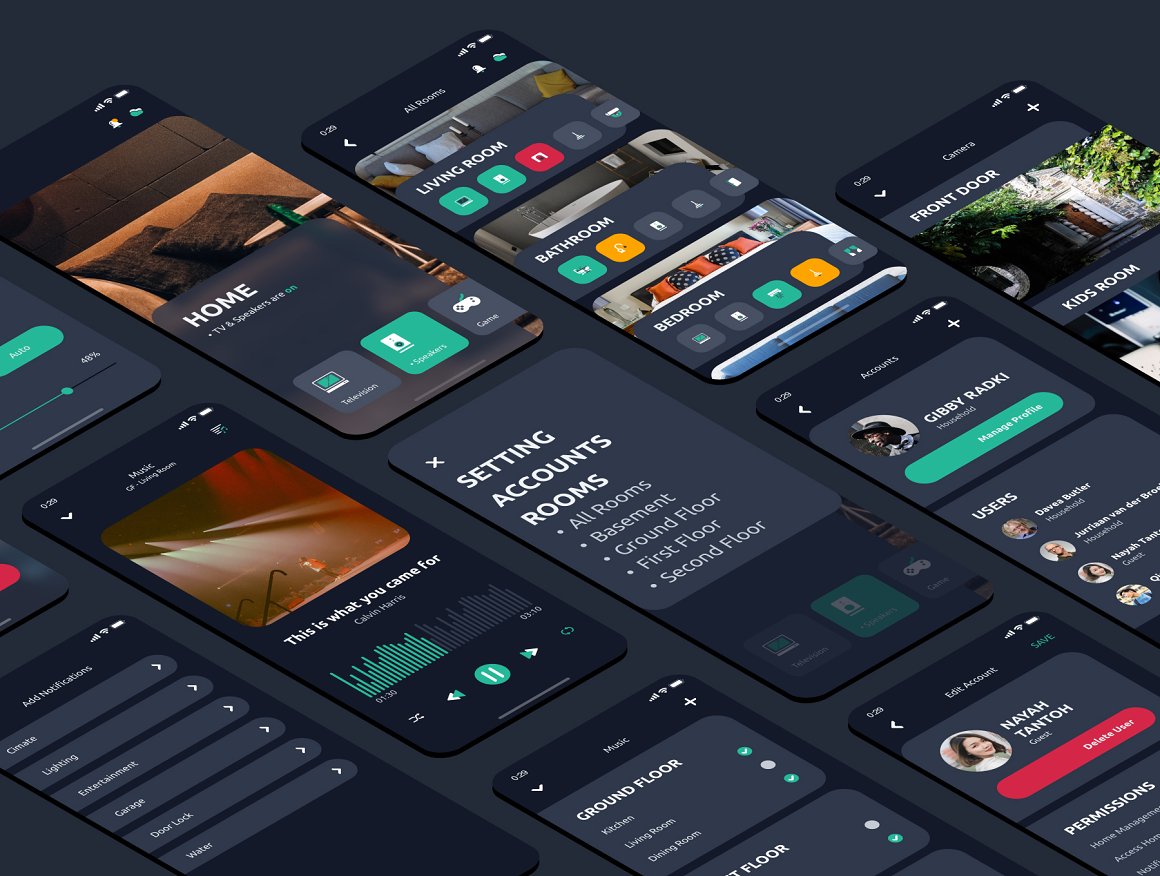 Auto
48%
HOME
• TV & Speakers are on
Television
• Speakers
Game
0:29
All Rooms
LIVING ROOM
BATHROOM
BEDROOM
0:29
Camera
FRONT DOOR
KIDS ROOM
0:29
Music
GF - Living Room
This is what you came for
Calvin Harris
01:30
03:10
SETTING
ACCOUNTS
ROOMS
• All Rooms
• Basement
• Ground Floor
• First Floor
• Second Floor
Television
• Speakers
Game
0:29
Accounts
GIBBY RADKI
Household
Manage Profile
USERS
Davea Butler
Household
Jurriaan van der Broe
Household
Nayah Tanto
Guest
Qi
Add Notifications
Cimate
Lighting
Entertainment
Garage
Door Lock
Water
0:29
Music
GROUND FLOOR
Kitchen
Living Room
Dining Room
T FLOOR
0:29
Edit Account
SAVE
NAYAH
TANTOH
Guest
Delete User
PERMISSIONS
Home Managemen
Access Hom
Notifi